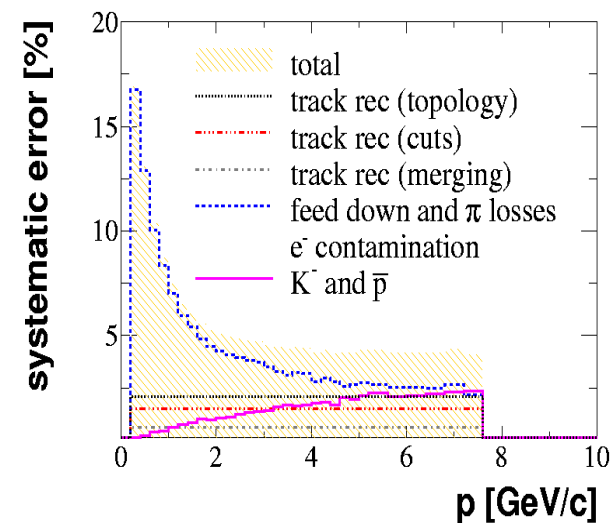 systematic error [%]
20
15
10
5
0
total
track rec (topology)
track rec (cuts)
track rec (merging)
feed down and π losses
e⁻ contamination
K⁻ and p̅
0 2 4 6 8 10
p [GeV/c]